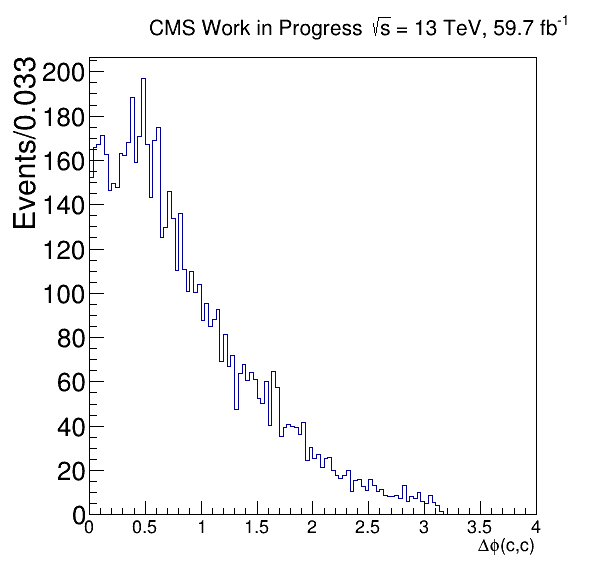 CMS Work in Progress √s = 13 TeV, 59.7 fb⁻¹
Events/0.033
200
180
160
140
120
100
80
60
40
20
0
0 0.5 1 1.5 2 2.5 3 3.5 4
Δϕ(c,c)